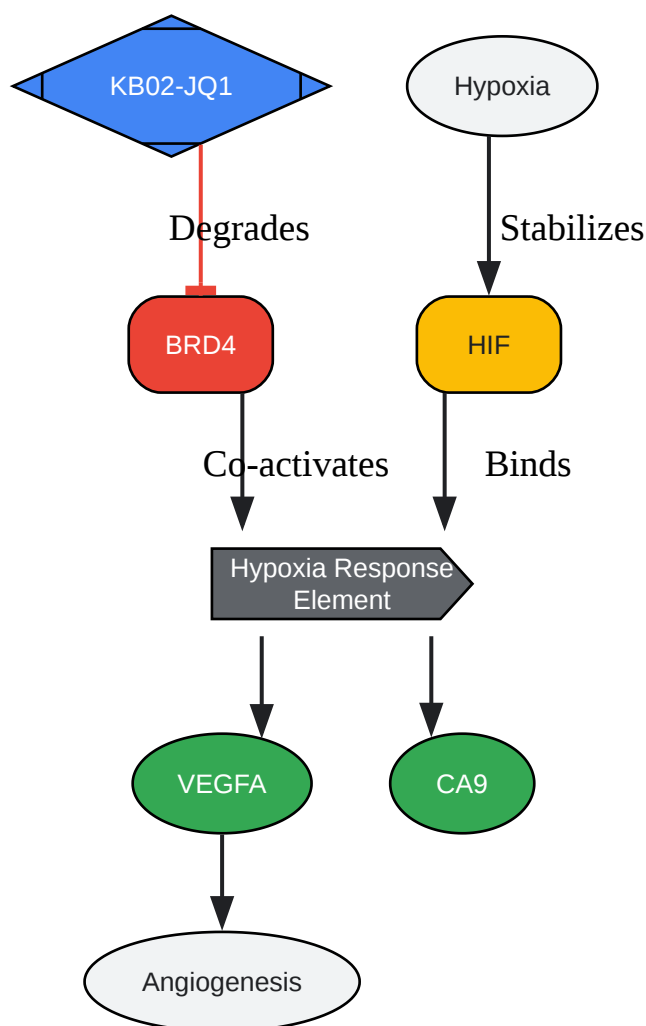 KB02-JQ1
Hypoxia
Degrades
Stabilizes
BRD4
HIF
Co-activates
Binds
Hypoxia Response
Element
VEGFA
CA9
Angiogenesis